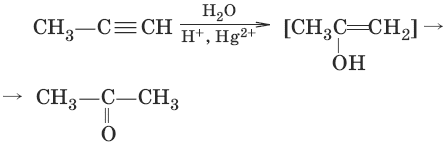 CH₃—C≡CH H₂O [CH₃C=CH₂] →
H⁺, Hg²⁺
OH
→ CH₃—C—CH₃
O